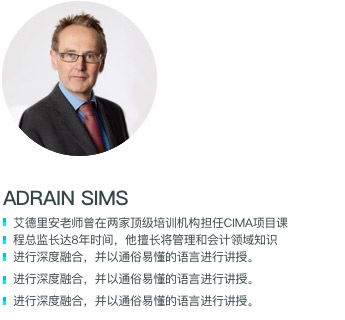 ADRAIN SIMS
艾德里安老师曾在两家顶级培训机构担任CIMA项目课
程总监长达8年时间，他擅长将管理和会计领域知识
进行深度融合，并以通俗易懂的语言进行讲授。
进行深度融合，并以通俗易懂的语言进行讲授。
进行深度融合，并以通俗易懂的语言进行讲授。